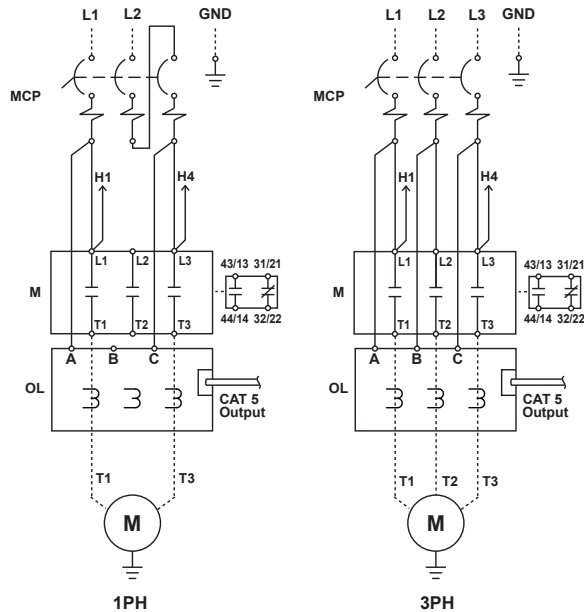 L1 L2 GND
MCP
H1 H4
L1 L2 L3
43/13 31/21
M
44/14 32/22
T1 T2 T3
A B C
OL
CAT 5
Output
T1 T3
M
1PH
L1 L2 L3 GND
MCP
H1 H4
L1 L2 L3
43/13 31/21
M
44/14 32/22
T1 T2 T3
A B C
OL
CAT 5
Output
T1 T2 T3
M
3PH